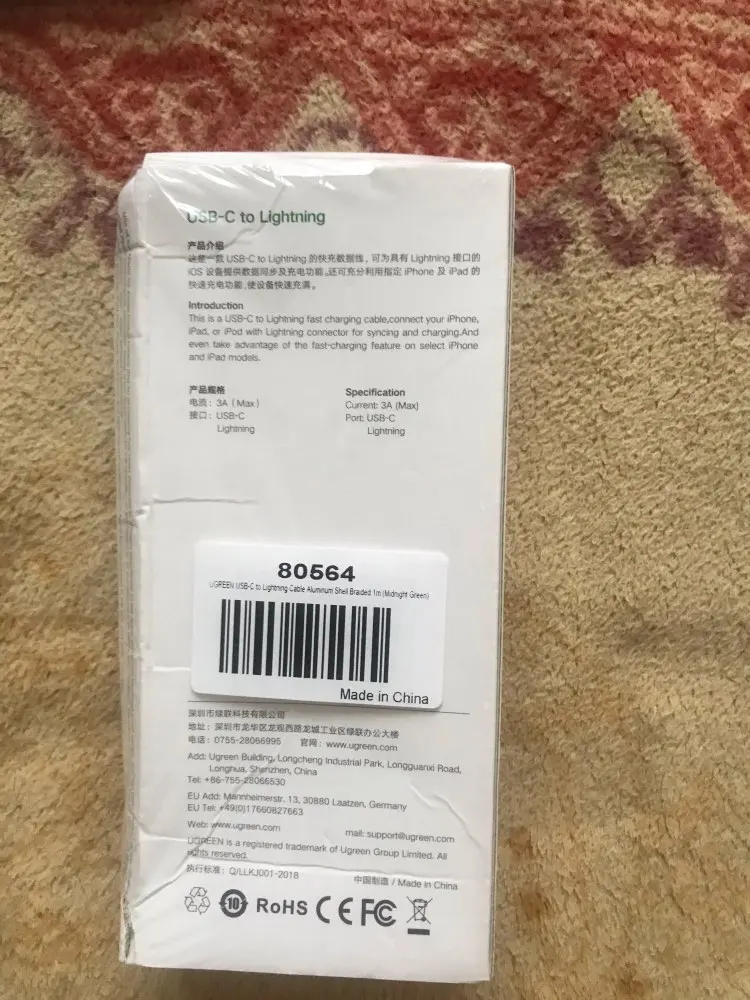 USB-C to Lightning
产品介绍
这是一款 USB-C to Lightning 的快充数据线，可为具有 Lightning 接口的
iOS 设备提供数据同步及充电功能。还可充分利用指定 iPhone 及 iPad 的
快速充电功能，使设备快速充满。
Introduction
This is a USB-C to Lightning fast charging cable,connect your iPhone,
iPad, or iPod with Lightning connector for syncing and charging.And
even take advantage of the fast-charging feature on select iPhone
and iPad models.
产品规格
电流：3A（Max）
接口：USB-C
Lightning
Specification
Current: 3A (Max)
Port: USB-C
Lightning
80564
UGREEN USB-C to Lightning Cable Aluminum Shell Braided 1m (Midnight Green)
Made in China
深圳市绿联科技有限公司
地址：深圳市龙华区龙观西路龙城工业区绿联办公大楼
电话：0755-28066995 官网：www.ugreen.com
Add: Ugreen Building, Longcheng Industrial Park, Longguanxi Road,
Longhua, Shenzhen, China
Tel: +86-755-28066530
EU Add: Mannheimerstr. 13, 30880 Laatzen, Germany
EU Tel: +49(0)17660827663
Web: www.ugreen.com mail: support@ugreen.com
UGREEN is a registered trademark of Ugreen Group Limited. All
rights reserved.
执行标准：Q/LLKJ001-2018 中国制造 / Made in China
10 RoHS CE FC